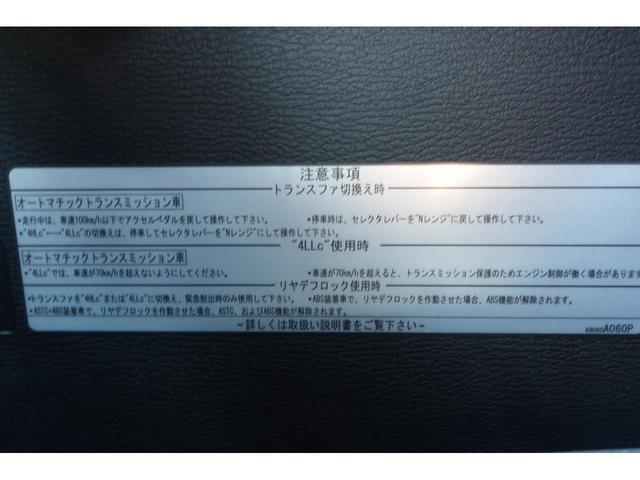 注意事項
トランスファ切換え時
オートマチックトランスミッション車
•走行中は、車速100km/h以下でアクセルペダルを戻して操作して下さい。 •停車時は、セレクタレバーを"Nレンジ"に戻して操作して下さい。
•"4HLc"←→"4LLc"の切換えは、停車してセレクタレバーを"Nレンジ"にして操作して下さい。
"4LLc"使用時
オートマチックトランスミッション車
•"4LLc"では、車速が70km/hを超えないようにしてください。 •車速が70km/hを超えると、トランスミッション保護のためエンジン制御が働く場合があります
リヤデフロック使用時
•トランスファを"4HLc"または"4LLc"に切換え、緊急脱出時のみ使用して下さい。 •ABS装着車で、リヤデフロックを作動させた場合、ABS機能が解除されます。
•ASTC+ABS装着車で、リヤデフロックを作動させた場合、ASTC、およびABS機能が解除されます。
-詳しくは取扱い説明書をご覧下さい- A060P